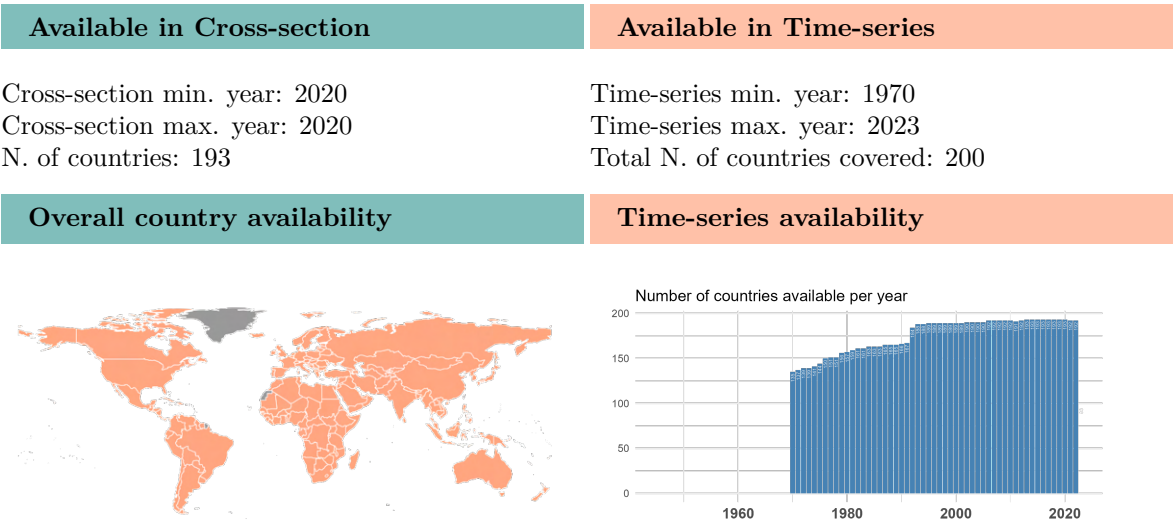 Available in Cross-section
Available in Time-series
Cross-section min. year: 2020
Cross-section max. year: 2020
N. of countries: 193
Time-series min. year: 1970
Time-series max. year: 2023
Total N. of countries covered: 200
Overall country availability
Time-series availability
Number of countries available per year
200
150
100
50
0
1960
1980
2000
2020